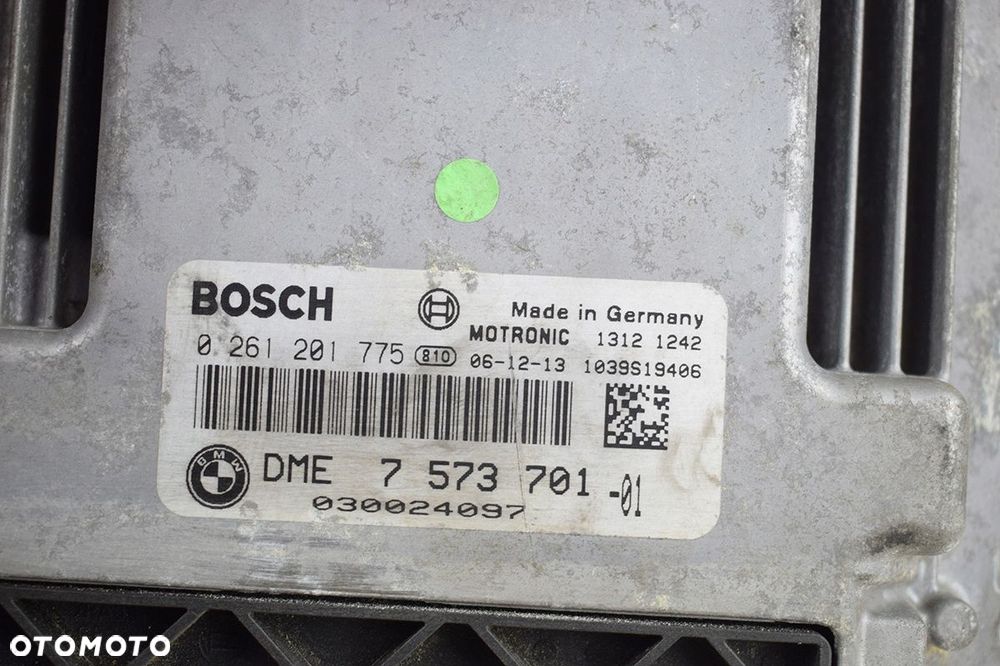 BOSCH
Made in Germany
MOTRONIC 1312 1242
0 261 201 775 810 06-12-13 1039S19406
BMW
DME 7 573 701 -01
030024097
OTOMOTO